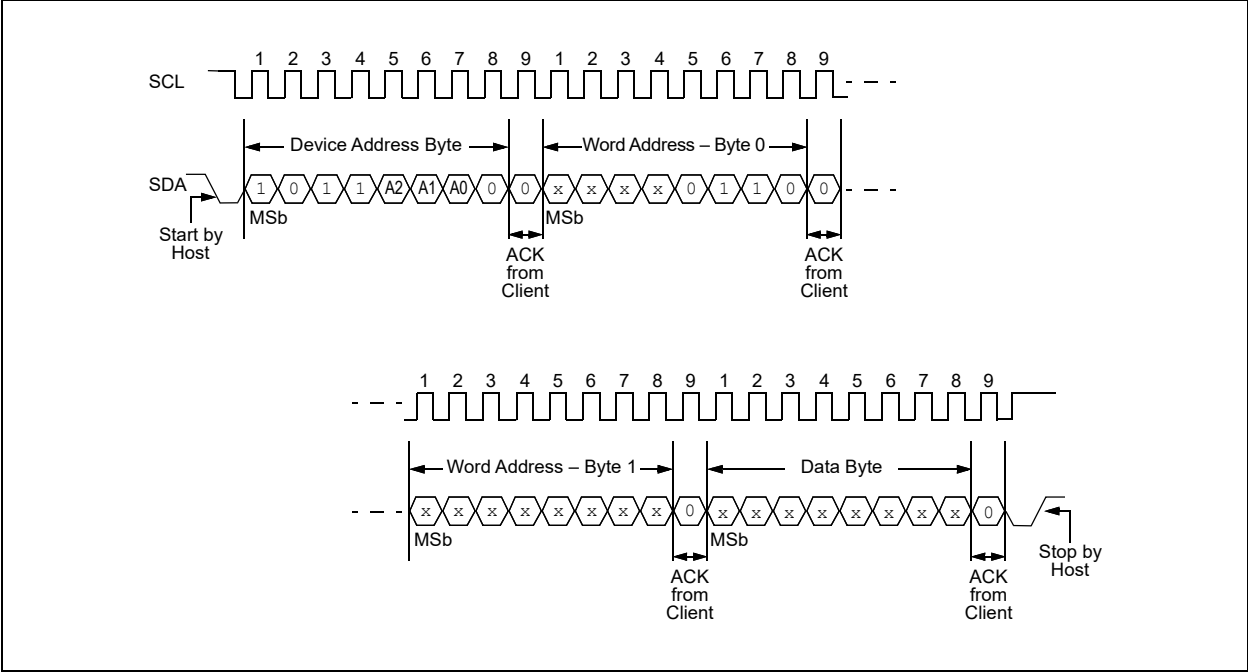 1 2 3 4 5 6 7 8 9 1 2 3 4 5 6 7 8 9
SCL
Device Address Byte
Word Address – Byte 0
SDA
1 0 1 1 A2 A1 A0 0 0 x x x x 0 1 1 0 0
MSb
MSb
Start by
Host
ACK
from
Client
ACK
from
Client
1 2 3 4 5 6 7 8 9 1 2 3 4 5 6 7 8 9
Word Address – Byte 1
Data Byte
x x x x x x x x 0 x x x x x x x x 0
MSb
MSb
Stop by
Host
ACK
from
Client
ACK
from
Client